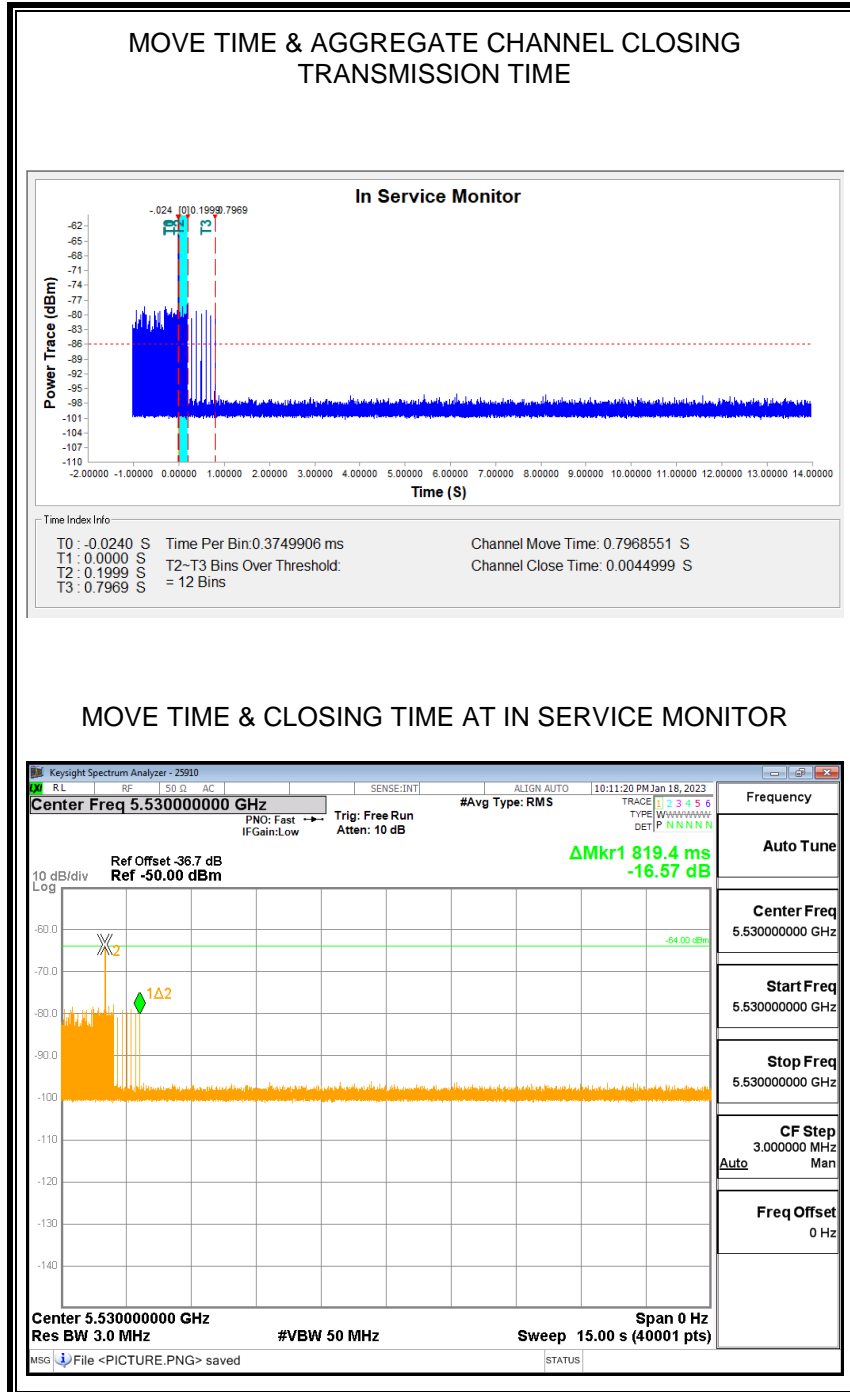 MOVE TIME & AGGREGATE CHANNEL CLOSING
TRANSMISSION TIME
In Service Monitor
-.024 [0] 0.1999 0.7969
T2 T3
Power Trace (dBm)
-62
-65
-68
-71
-74
-77
-80
-83
-86
-89
-92
-95
-98
-101
-104
-107
-110
-2.00000 -1.00000 0.00000 1.00000 2.00000 3.00000 4.00000 5.00000 6.00000 7.00000 8.00000 9.00000 10.00000 11.00000 12.00000 13.00000 14.00000
Time (S)
Time Index Info
T0 : -0.0240 S
T1 : 0.0000 S
T2 : 0.1999 S
T3 : 0.7969 S
Time Per Bin:0.3749906 ms
T2~T3 Bins Over Threshold:
= 12 Bins
Channel Move Time: 0.7968551 S
Channel Close Time: 0.0044999 S
MOVE TIME & CLOSING TIME AT IN SERVICE MONITOR
Keysight Spectrum Analyzer - 25910
LXI RL RF 50 Ω AC SENSE:INT ALIGN AUTO 10:11:20 PM Jan 18, 2023
Center Freq 5.530000000 GHz
PNO: Fast
IFGain:Low
Trig: Free Run
Atten: 10 dB
#Avg Type: RMS
TRACE 1 2 3 4 5 6
TYPE WWWWWW
DET P N N N N N
Frequency
Auto Tune
Center Freq
5.530000000 GHz
Start Freq
5.530000000 GHz
Stop Freq
5.530000000 GHz
CF Step
3.000000 MHz
Auto Man
Freq Offset
0 Hz
ΔMkr1 819.4 ms
-16.57 dB
Ref Offset -36.7 dB
10 dB/div Ref -50.00 dBm
Log
-60.0
-70.0
-80.0
-90.0
-100
-110
-120
-130
-140
-64.00 dBm
2
1Δ2
Center 5.530000000 GHz Span 0 Hz
Res BW 3.0 MHz #VBW 50 MHz Sweep 15.00 s (40001 pts)
MSG File <PICTURE.PNG> saved STATUS